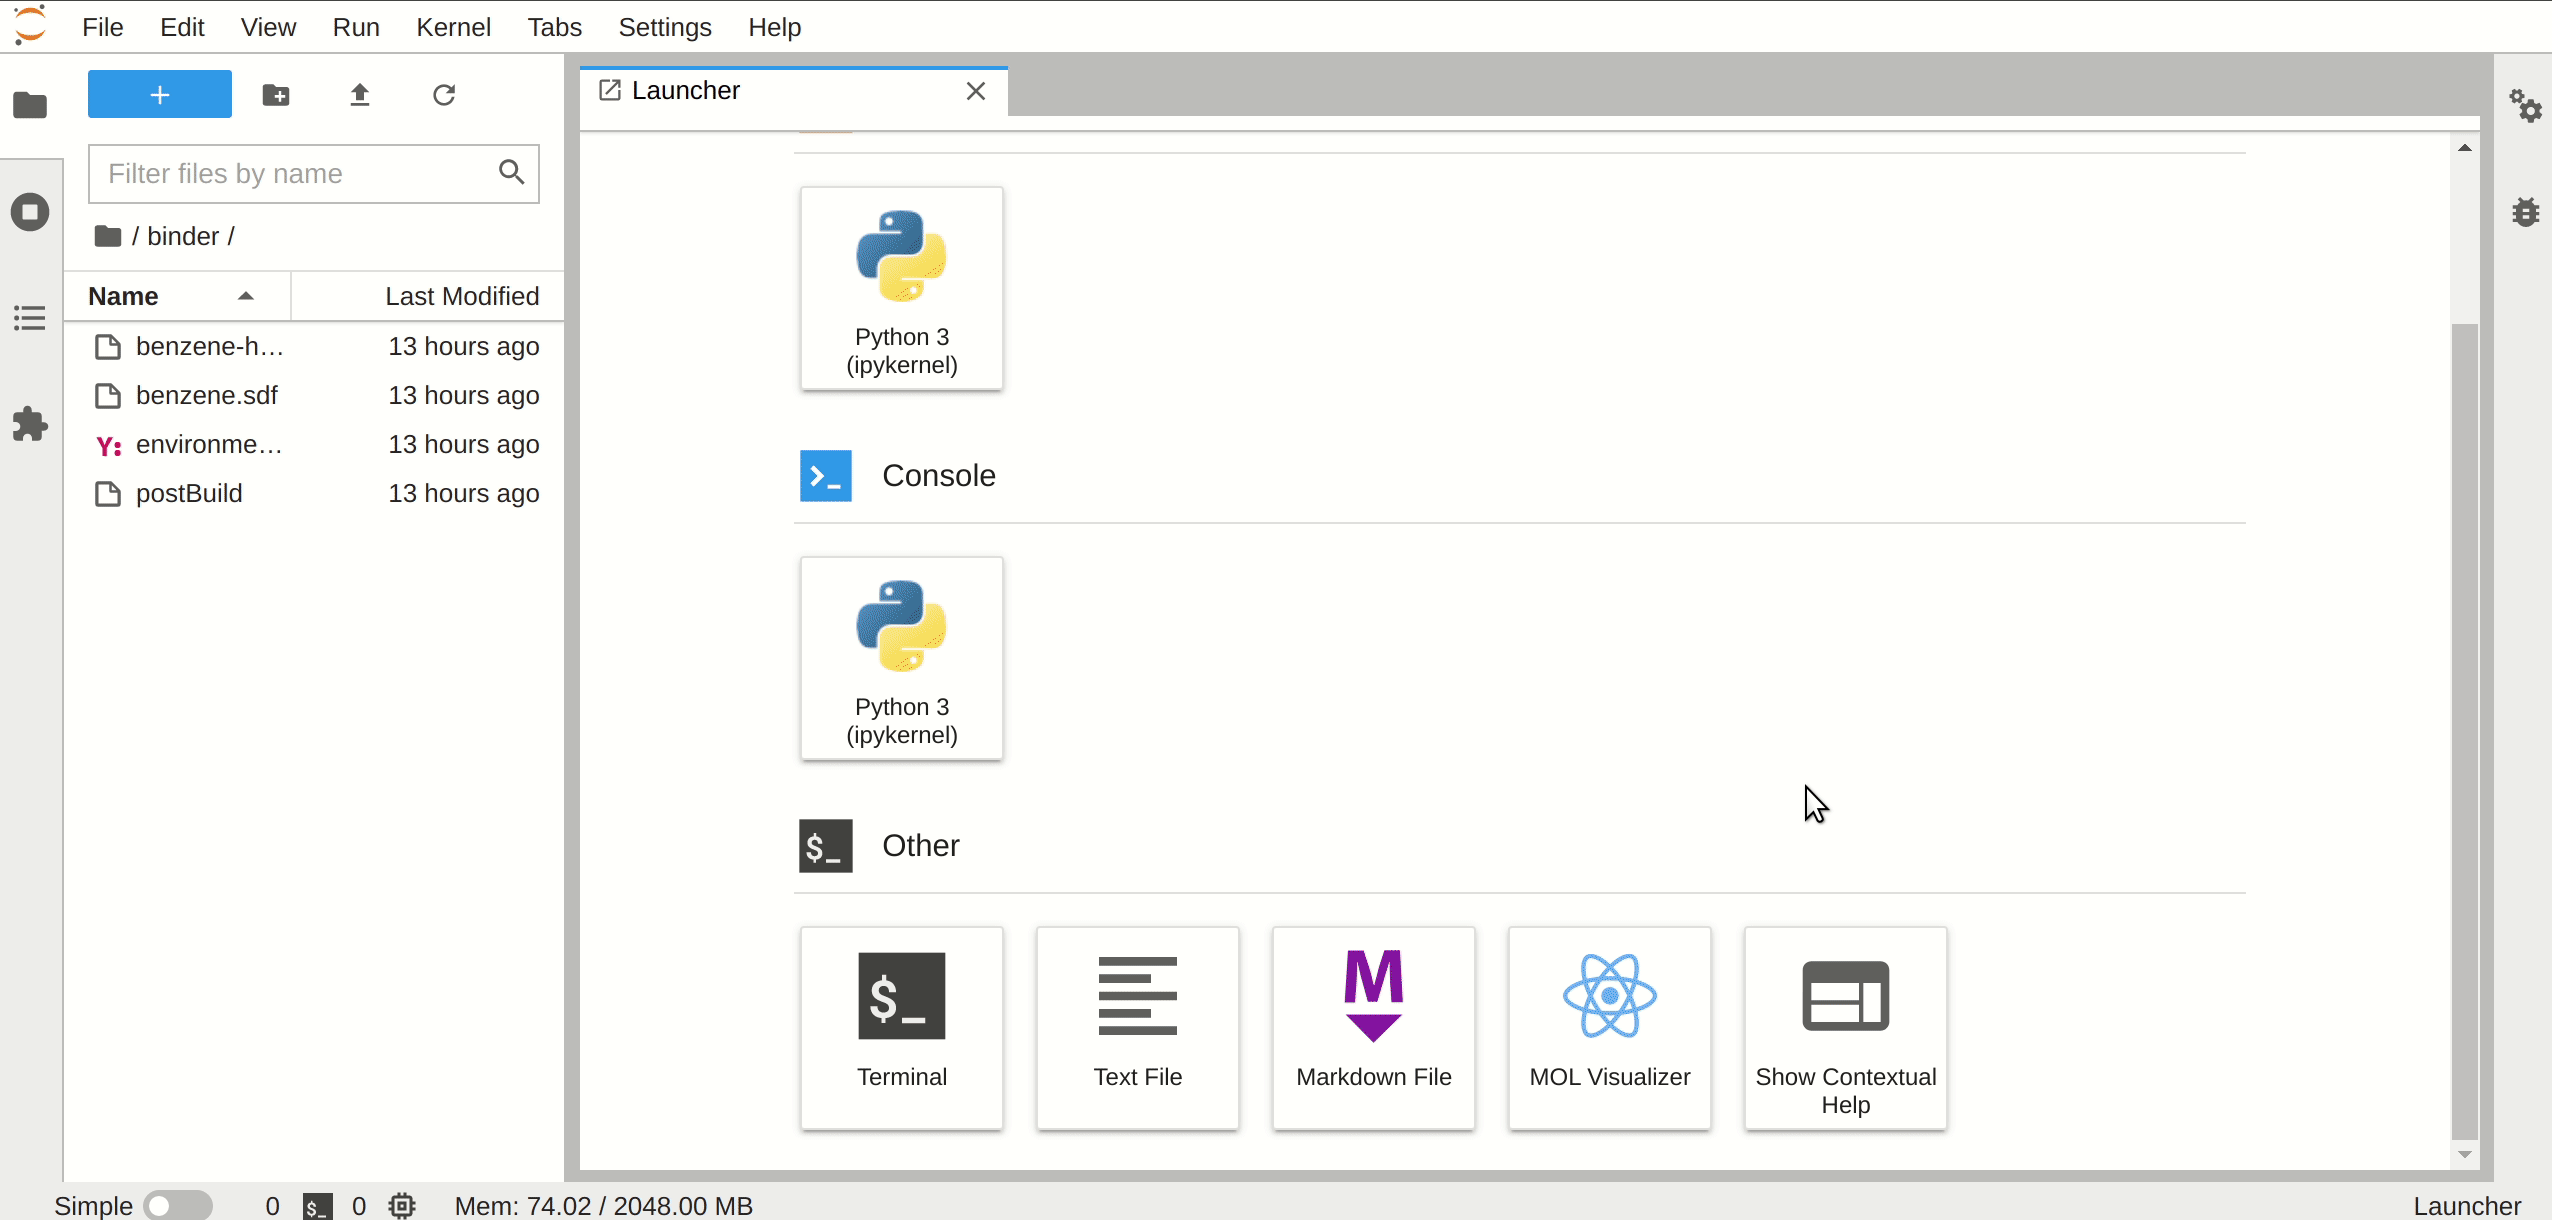 File Edit View Run Kernel Tabs Settings Help
+
Launcher
Filter files by name
/ binder /
Name Last Modified
benzene-h… 13 hours ago
benzene.sdf 13 hours ago
Y: environme… 13 hours ago
postBuild 13 hours ago
Python 3
(ipykernel)
>_ Console
Python 3
(ipykernel)
$_ Other
$_
Terminal
Text File
M
Markdown File
MOL Visualizer
Show Contextual
Help
Simple 0 $_ 0 Mem: 74.02 / 2048.00 MB Launcher